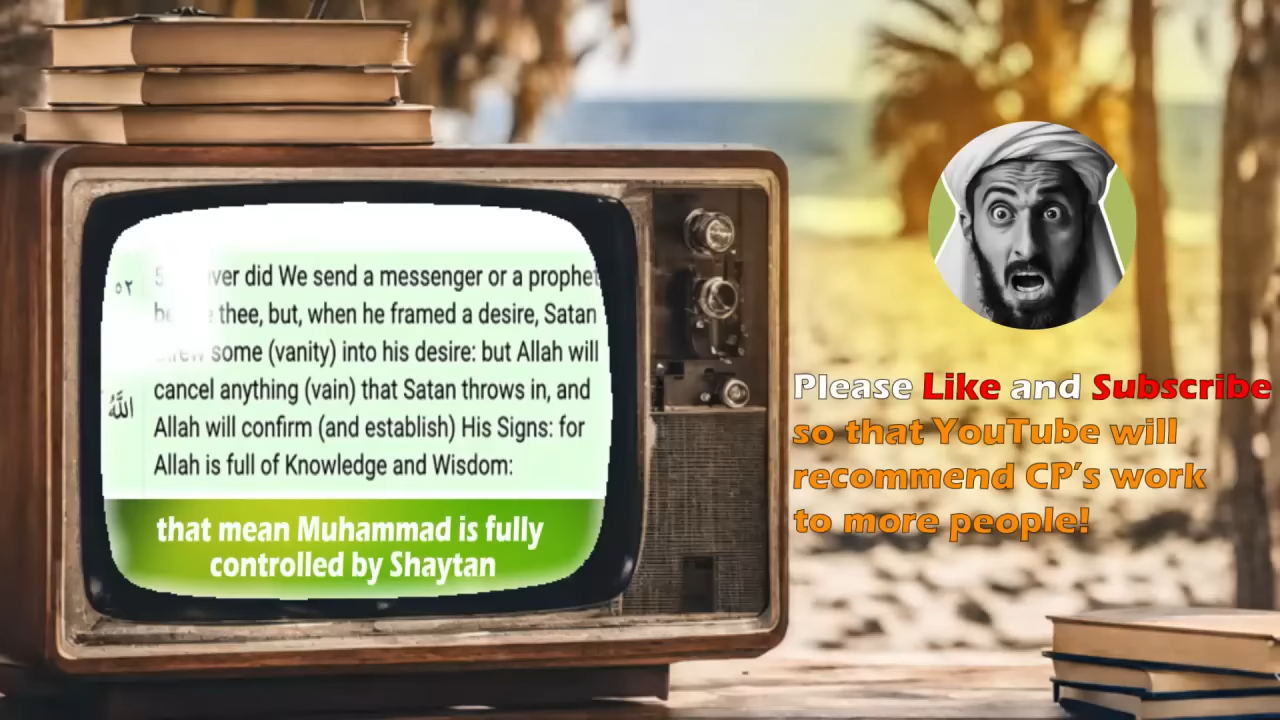 ٥٢
ver did We send a messenger or a prophet
thee, but, when he framed a desire, Satan
some (vanity) into his desire: but Allah will
cancel anything (vain) that Satan throws in, and
اللَّهُ
Allah will confirm (and establish) His Signs: for
Allah is full of Knowledge and Wisdom:
that mean Muhammad is fully
controlled by Shaytan
Please Like and Subscribe
so that YouTube will
recommend CP's work
to more people!